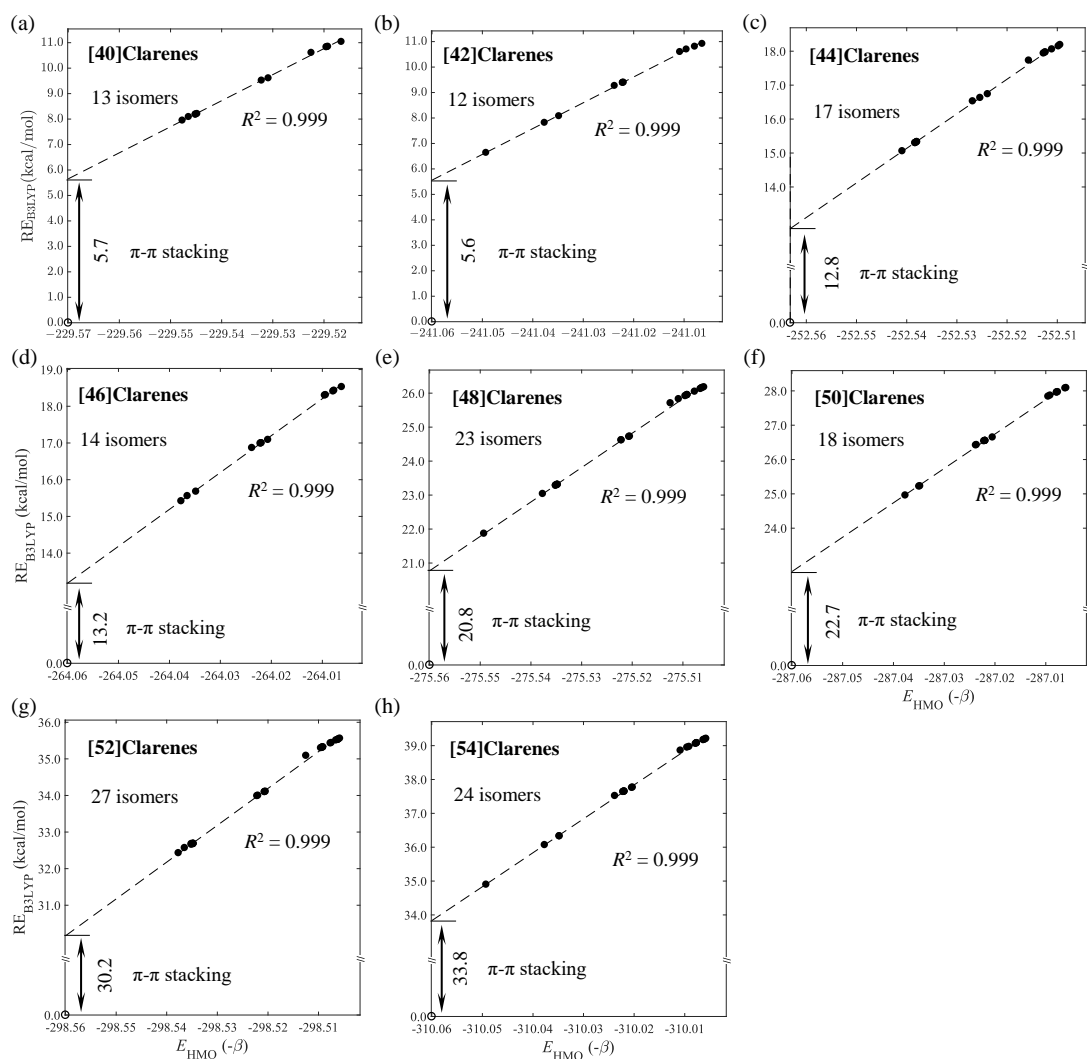 (a)
[40]Clarenes
13 isomers
R² = 0.999
5.7
π-π stacking
RE_B3LYP (kcal/mol)
11.0
10.0
9.0
8.0
7.0
6.0
5.0
4.0
3.0
2.0
1.0
0.0
−229.57 −229.56 −229.55 −229.54 −229.53 −229.52
(b)
[42]Clarenes
12 isomers
R² = 0.999
5.6
π-π stacking
11.0
10.0
9.0
8.0
7.0
6.0
5.0
4.0
3.0
2.0
1.0
0.0
−241.06 −241.05 −241.04 −241.03 −241.02 −241.01
(c)
[44]Clarenes
17 isomers
R² = 0.999
12.8
π-π stacking
18.0
17.0
16.0
15.0
14.0
0.0
-252.56 -252.55 -252.54 -252.53 -252.52 -252.51
(d)
[46]Clarenes
14 isomers
R² = 0.999
13.2
π-π stacking
19.0
18.0
17.0
16.0
15.0
14.0
0.0
-264.06 -264.05 -264.04 -264.03 -264.02 -264.01
(e)
[48]Clarenes
23 isomers
R² = 0.999
20.8
π-π stacking
RE_B3LYP (kcal/mol)
26.0
25.0
24.0
23.0
22.0
21.0
0.0
-275.56 -275.55 -275.54 -275.53 -275.52 -275.51
(f)
[50]Clarenes
18 isomers
R² = 0.999
22.7
π-π stacking
28.0
27.0
26.0
25.0
24.0
23.0
0.0
-287.06 -287.05 -287.04 -287.03 -287.02 -287.01
E_HMO (-β)
(g)
[52]Clarenes
27 isomers
R² = 0.999
30.2
π-π stacking
RE_B3LYP (kcal/mol)
36.0
35.0
34.0
33.0
32.0
31.0
0.0
-298.56 -298.55 -298.54 -298.53 -298.52 -298.51
E_HMO (-β)
(h)
[54]Clarenes
24 isomers
R² = 0.999
33.8
π-π stacking
39.0
38.0
37.0
36.0
35.0
34.0
0.0
-310.06 -310.05 -310.04 -310.03 -310.02 -310.01
E_HMO (-β)